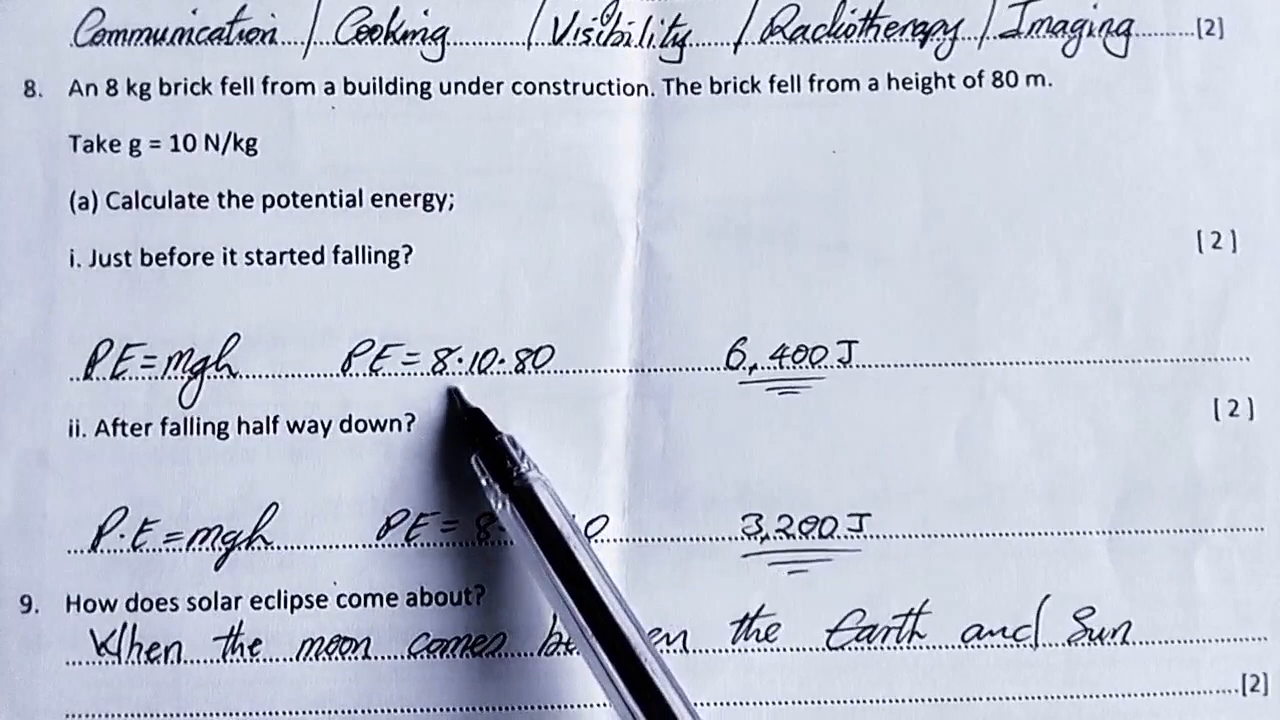 Communication / Cooking / Visibility / Radiotherapy / Imaging [2]
8. An 8 kg brick fell from a building under construction. The brick fell from a height of 80 m.
Take g = 10 N/kg
(a) Calculate the potential energy;
[2]
i. Just before it started falling?
PE=mgh PE=8·10·80 6,400J
[2]
ii. After falling half way down?
P.E=mgh PE= 3,200J
9. How does solar eclipse come about?
When the moon comes the Earth and Sun
[2]